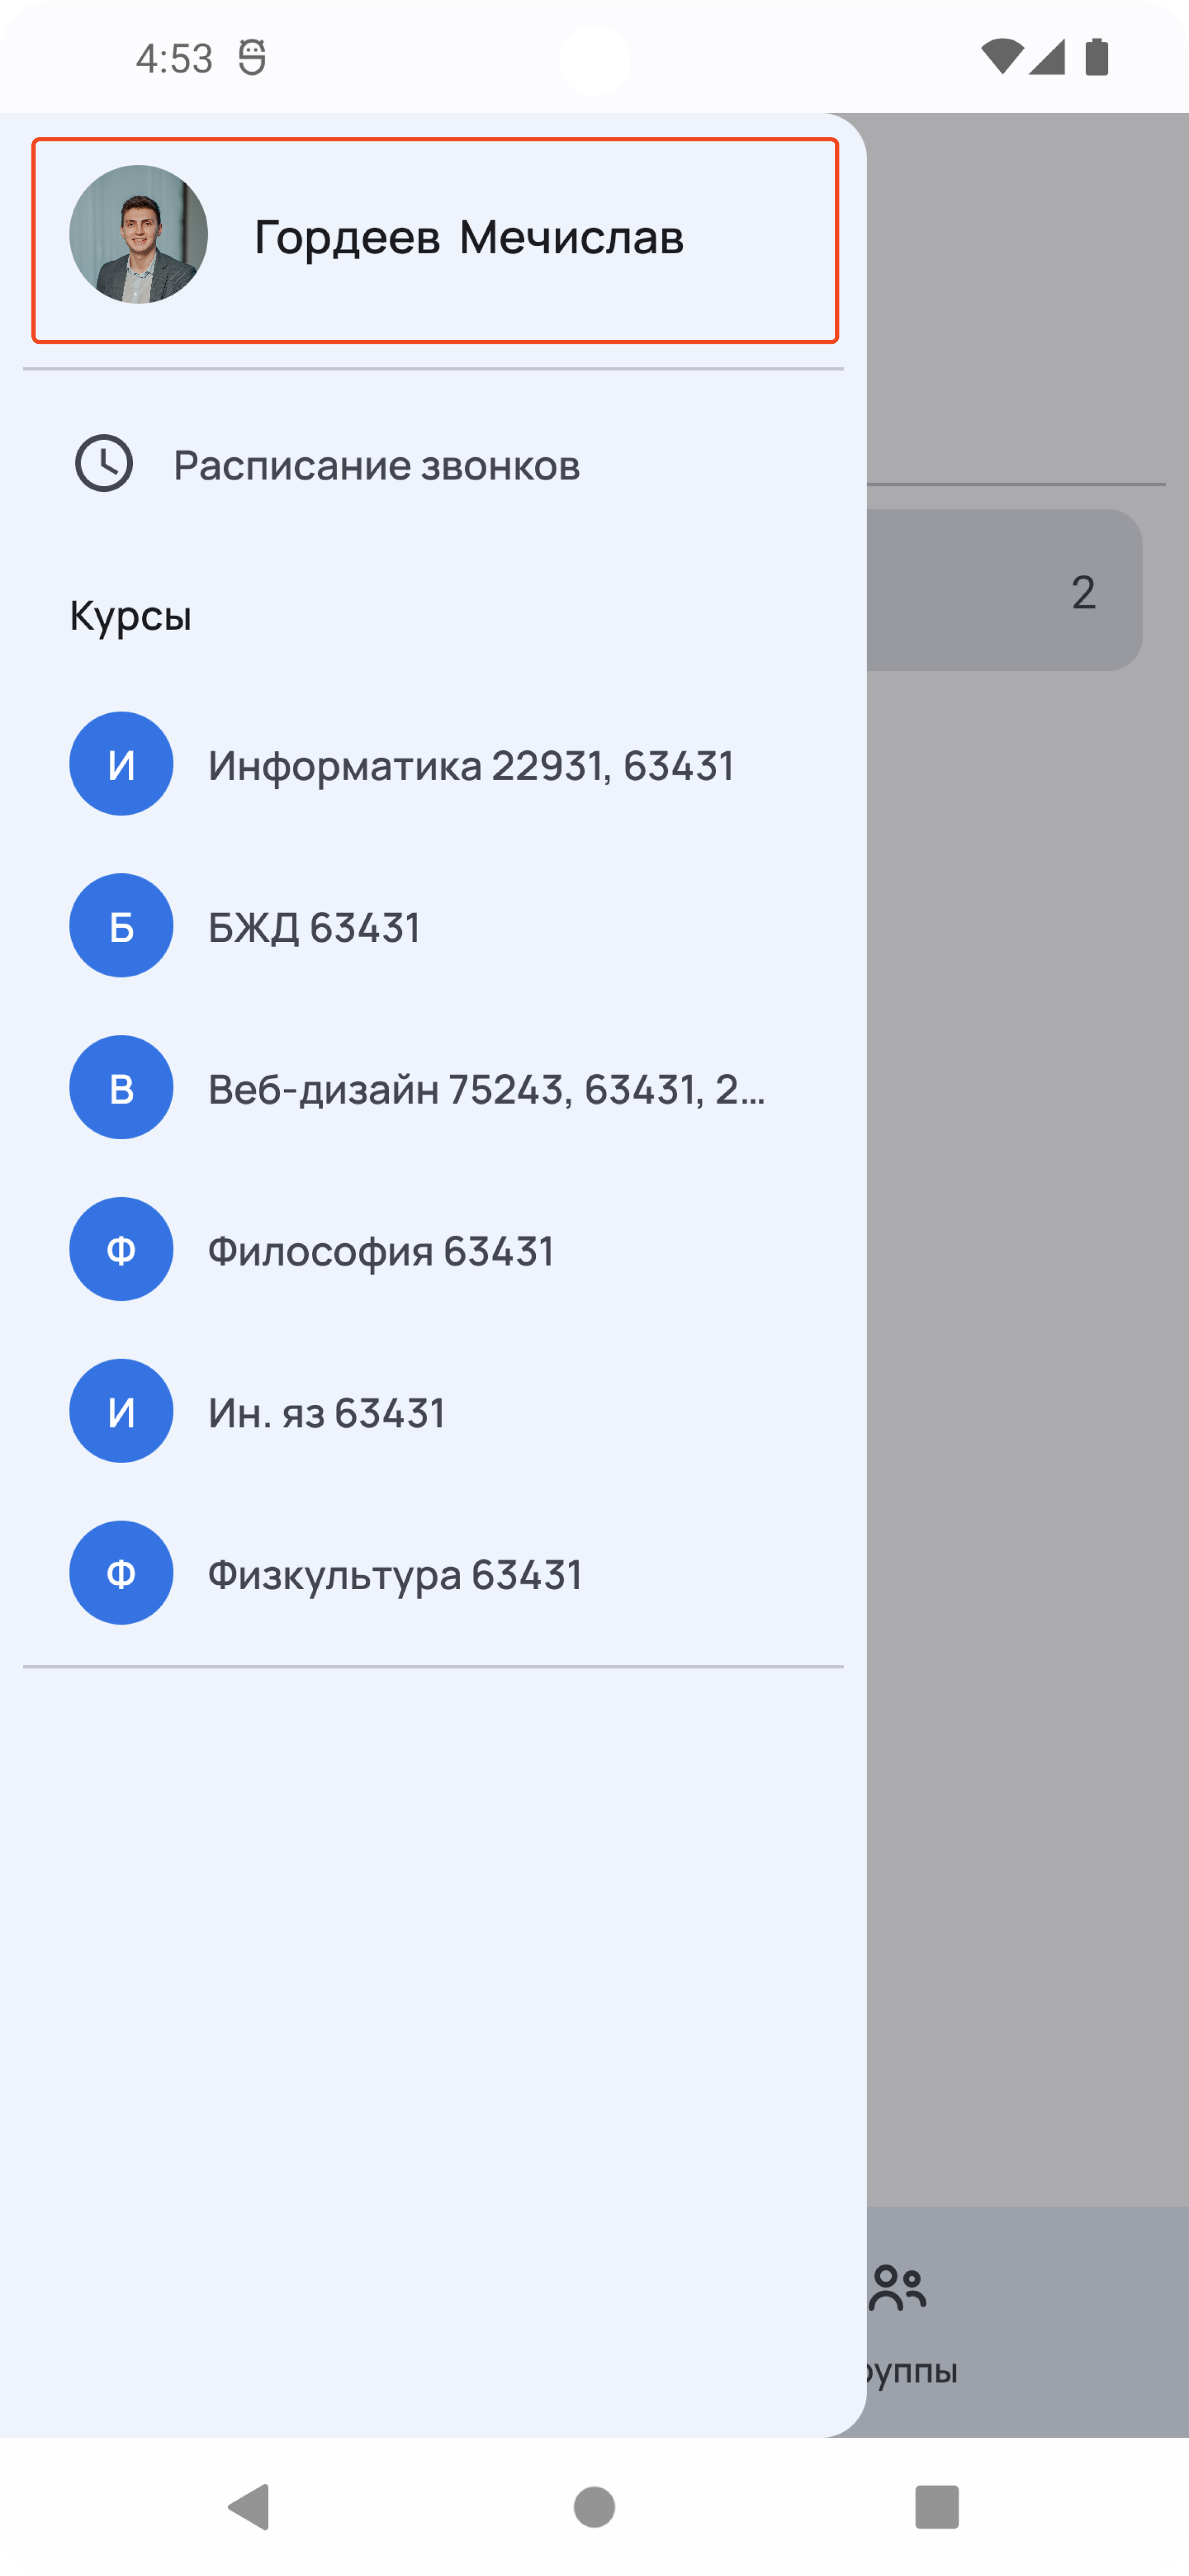 4:53
Гордеев Мечислав
Расписание звонков
2
Курсы
И Информатика 22931, 63431
Б БЖД 63431
В Веб-дизайн 75243, 63431, 2...
Ф Философия 63431
И Ин. яз 63431
Ф Физкультура 63431
уппы